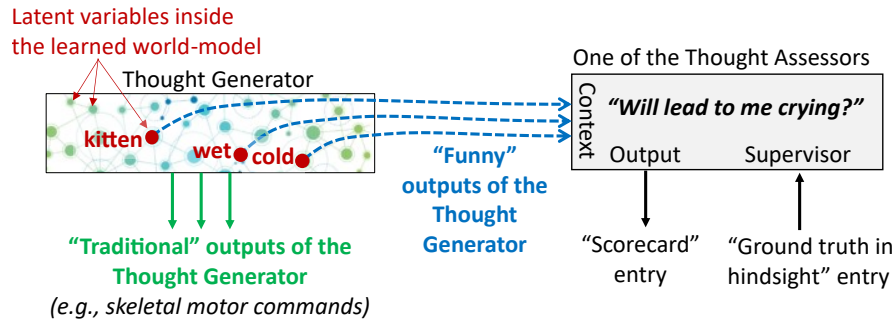 Latent variables inside
the learned world-model
Thought Generator
kitten
wet
cold
“Traditional” outputs of the
Thought Generator
(e.g., skeletal motor commands)
“Funny”
outputs of the
Thought
Generator
One of the Thought Assessors
Context
“Will lead to me crying?”
Output
Supervisor
“Scorecard”
entry
“Ground truth in
hindsight” entry